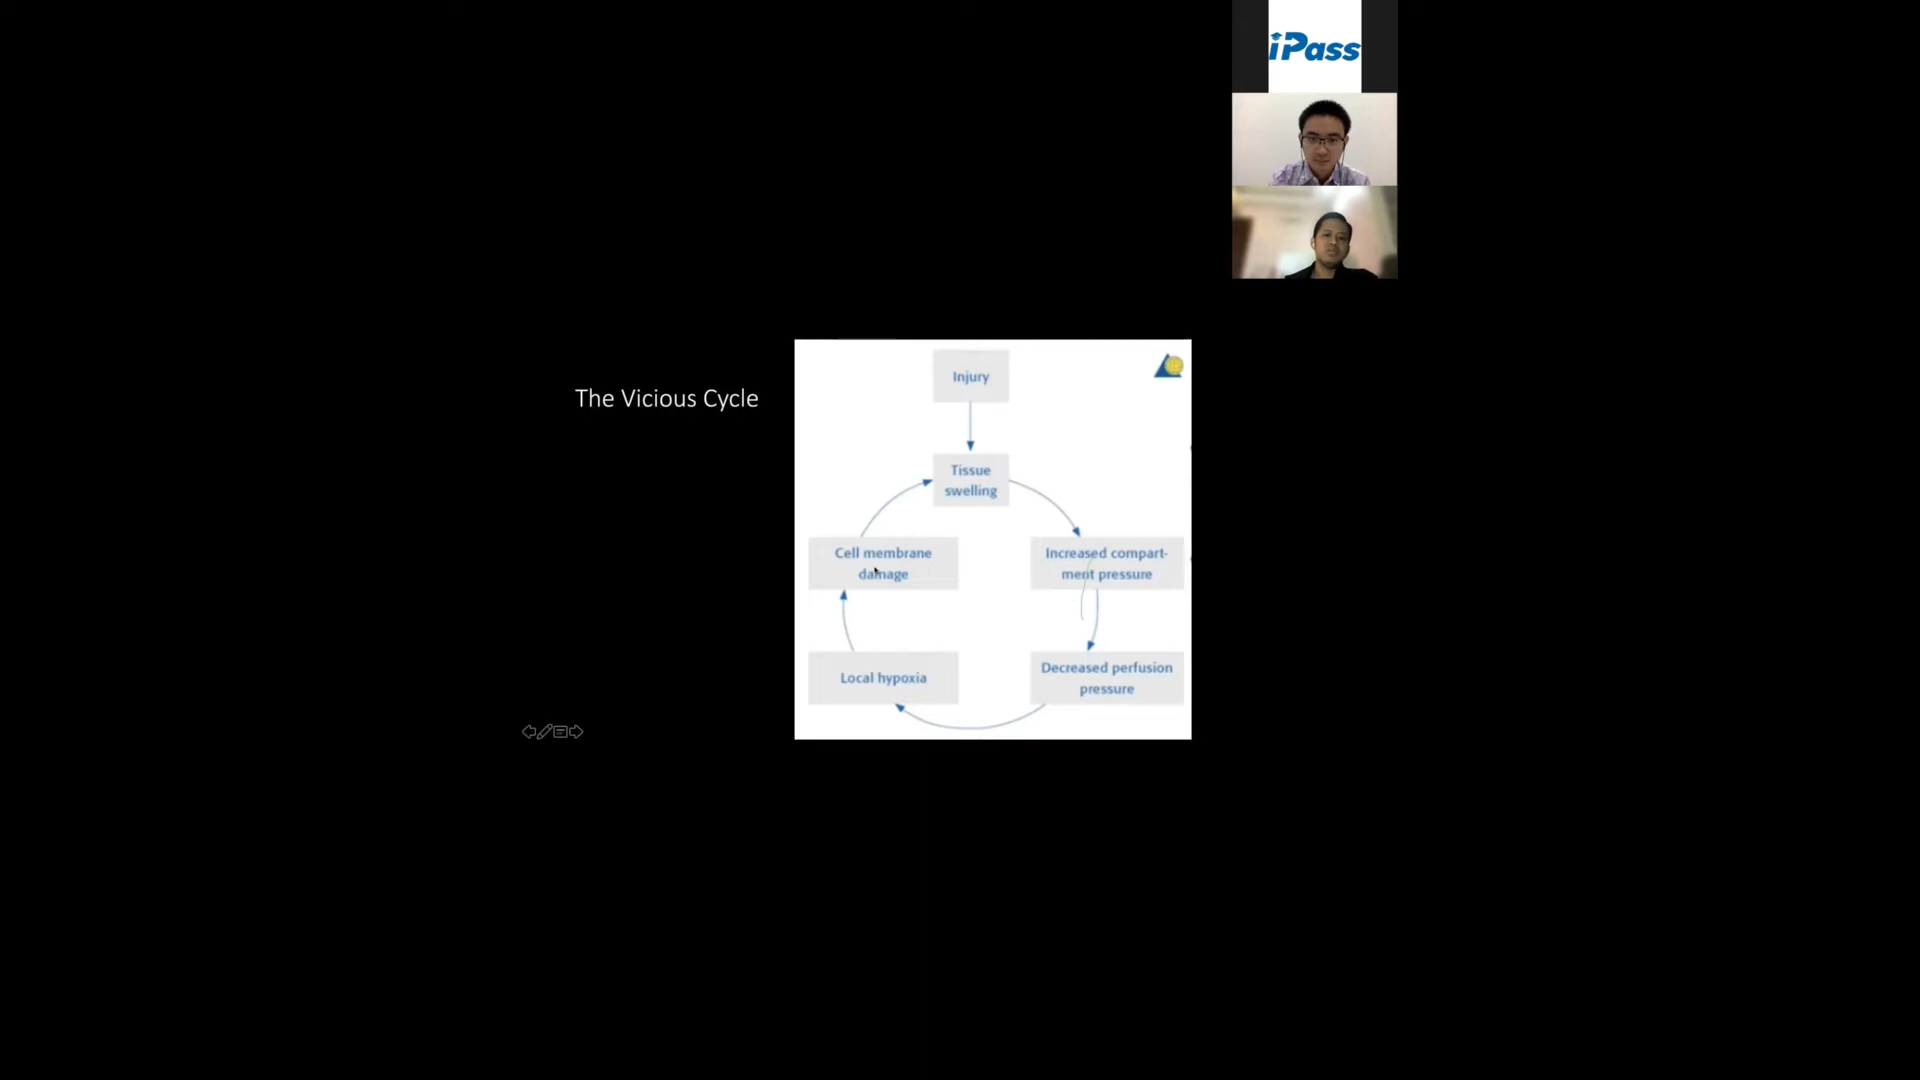 iPass
The Vicious Cycle
Injury
Tissue
swelling
Cell membrane
damage
Increased compart-
ment pressure
Local hypoxia
Decreased perfusion
pressure